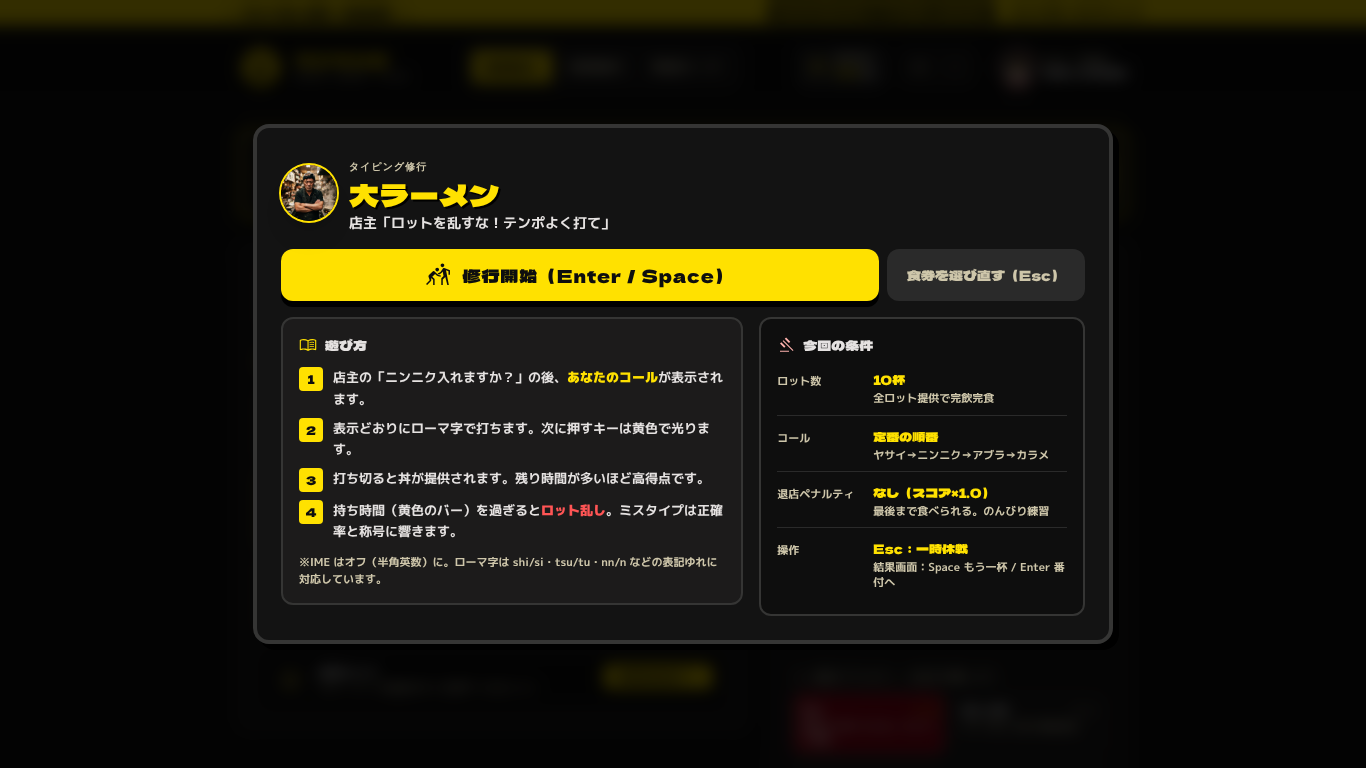 タイピング修行
大ラーメン
店主「ロットを乱すな！テンポよく打て」
修行開始（Enter / Space）
食券を選び直す（Esc）
遊び方
1 店主の「ニンニク入れますか？」の後、あなたのコールが表示され
ます。
2 表示どおりにローマ字で打ちます。次に押すキーは黄色で光りま
す。
3 打ち切ると丼が提供されます。残り時間が多いほど高得点です。
4 持ち時間（黄色のバー）を過ぎるとロット乱し。ミスタイプは正確
率と称号に響きます。
※IME はオフ（半角英数）に。ローマ字は shi/si・tsu/tu・nn/n などの表記ゆれに
対応しています。
今回の条件
ロット数 10杯
全ロット提供で完飲完食
コール 定番の順番
ヤサイ→ニンニク→アブラ→カラメ
退店ペナルティ なし（スコア×1.0）
最後まで食べられる。のんびり練習
操作 Esc：一時休戦
結果画面：Space もう一杯 / Enter 番
付へ